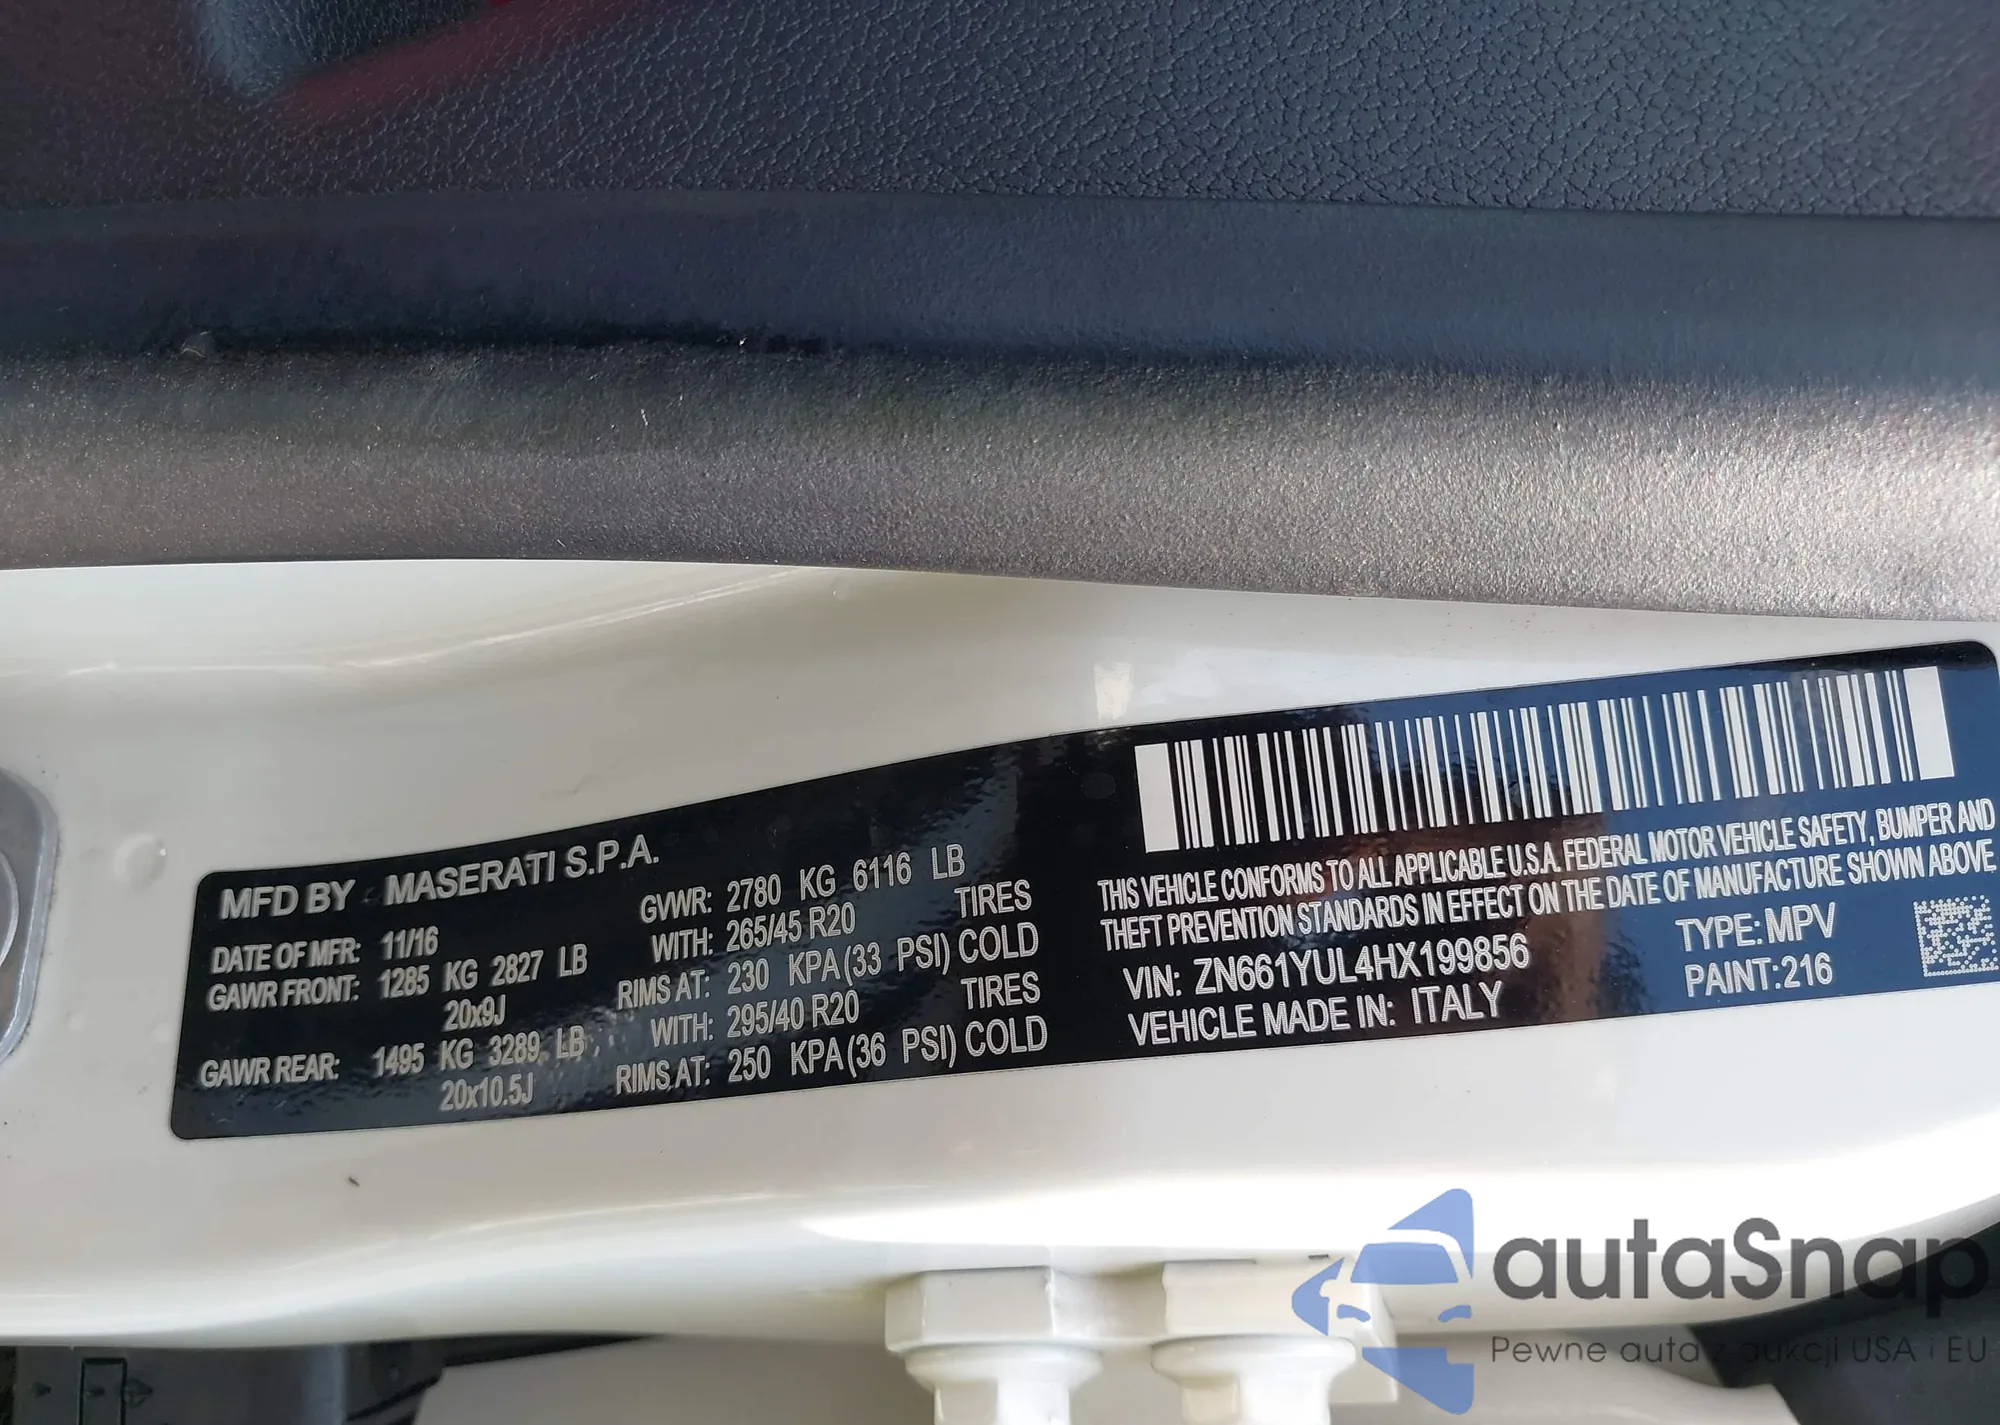 MFD BY MASERATI S.P.A.
DATE OF MFR: 11/16 GVWR: 2780 KG 6116 LB
GAWR FRONT: 1285 KG 2827 LB WITH: 265/45 R20 TIRES
20x9J RIMS AT: 230 KPA (33 PSI) COLD
GAWR REAR: 1495 KG 3289 LB WITH: 295/40 R20 TIRES
20x10.5J RIMS AT: 250 KPA (36 PSI) COLD
THIS VEHICLE CONFORMS TO ALL APPLICABLE U.S.A. FEDERAL MOTOR VEHICLE SAFETY, BUMPER AND
THEFT PREVENTION STANDARDS IN EFFECT ON THE DATE OF MANUFACTURE SHOWN ABOVE
VIN: ZN661YUL4HX199856 TYPE: MPV
VEHICLE MADE IN: ITALY PAINT: 216
autaSnap
Pewne auta z aukcji USA i EU